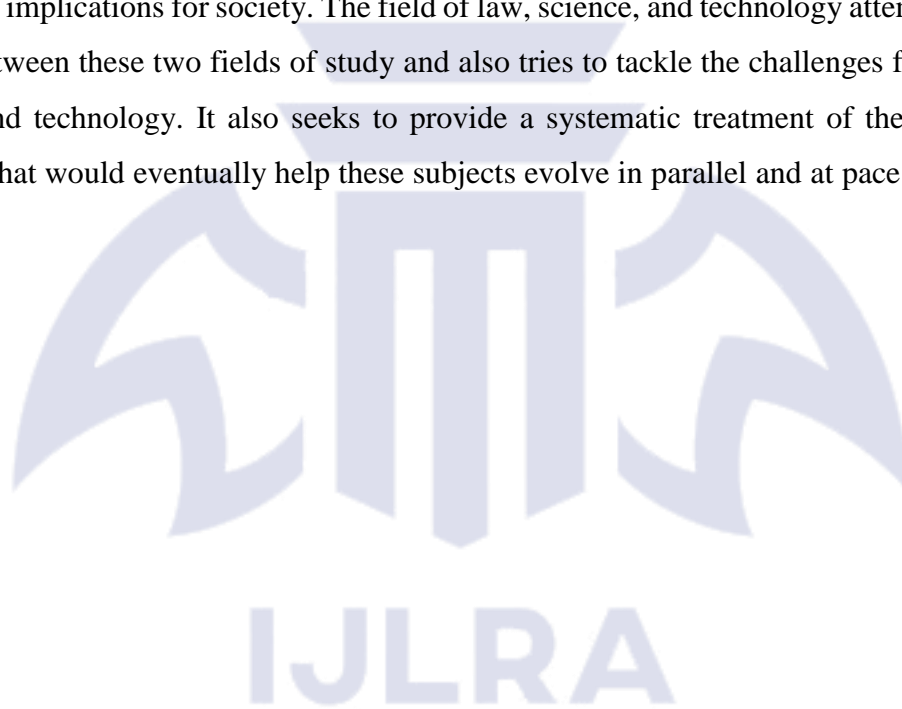 implications for society. The field of law, science, and technology atte
tween these two fields of study and also tries to tackle the challenges f
nd technology. It also seeks to provide a systematic treatment of the
hat would eventually help these subjects evolve in parallel and at pace
IJLRA